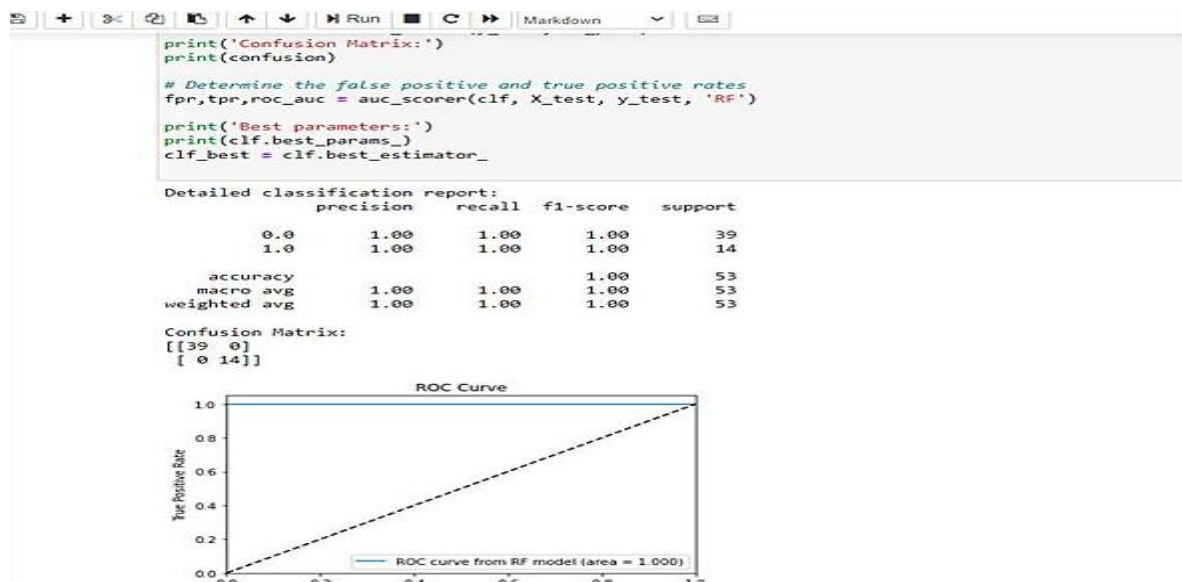 Run Markdown
print('Confusion Matrix:')
print(confusion)
# Determine the false positive and true positive rates
fpr,tpr,roc_auc = auc_scorer(clf, X_test, y_test, 'RF')
print('Best parameters:')
print(clf.best_params_)
clf_best = clf.best_estimator_
Detailed classification report:
precision recall f1-score support
0.0 1.00 1.00 1.00 39
1.0 1.00 1.00 1.00 14
accuracy 1.00 53
macro avg 1.00 1.00 1.00 53
weighted avg 1.00 1.00 1.00 53
Confusion Matrix:
[[39 0]
[ 0 14]]
ROC Curve
1.0
0.8
0.6
0.4
0.2
0.0
True Positive Rate
ROC curve from RF model (area = 1.000)